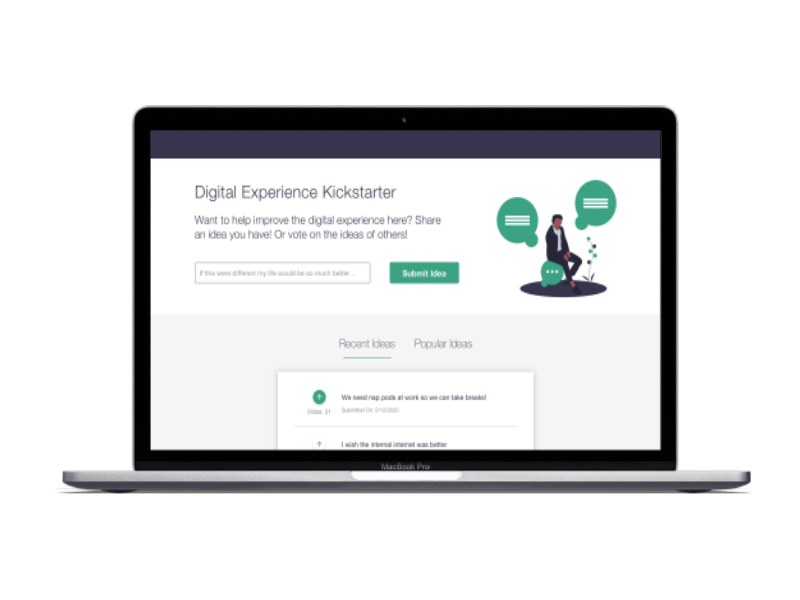 Digital Experience Kickstarter
Want to help improve the digital experience here? Share
an idea you have! Or vote on the ideas of others!
If this were different my life would be so much better ...
Submit Idea
Recent Ideas
Popular Ideas
We need nap pods at work so we can take breaks!
Votes: 21
Submitted On: 2/12/2020
I wish the internal internet was better
MacBook Pro